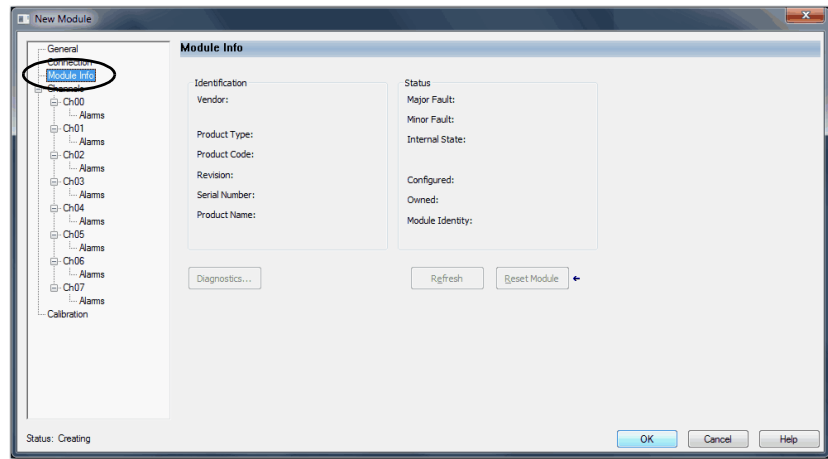 New Module
General
Connection
Module Info
Channels
Ch00
Alarms
Ch01
Alarms
Ch02
Alarms
Ch03
Alarms
Ch04
Alarms
Ch05
Alarms
Ch06
Alarms
Ch07
Alarms
Calibration
Module Info
Identification
Vendor:
Product Type:
Product Code:
Revision:
Serial Number:
Product Name:
Status
Major Fault:
Minor Fault:
Internal State:
Configured:
Owned:
Module Identity:
Diagnostics...
Refresh
Reset Module
Status: Creating
OK
Cancel
Help